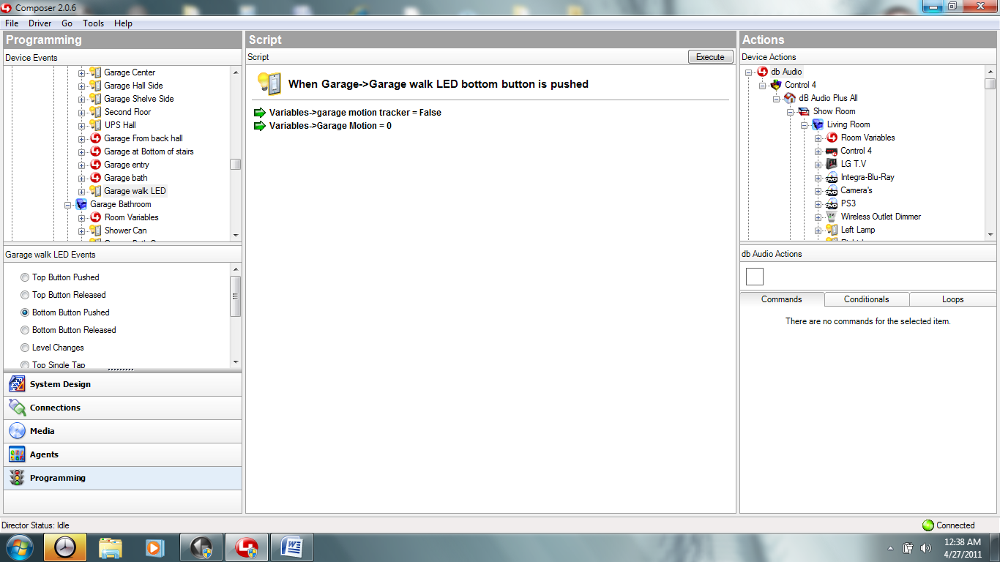 Composer 2.0.6
File Driver Go Tools Help
Programming
Device Events
Garage Center
Garage Hall Side
Garage Shelve Side
Second Floor
UPS Hall
Garage From back hall
Garage at Bottom of stairs
Garage entry
Garage bath
Garage walk LED
Garage Bathroom
Room Variables
Shower Can
Garage walk LED Events
Top Button Pushed
Top Button Released
Bottom Button Pushed
Bottom Button Released
Level Changes
Top Single Tap
System Design
Connections
Media
Agents
Programming
Script
Script Execute
When Garage->Garage walk LED bottom button is pushed
Variables->garage motion tracker = False
Variables->Garage Motion = 0
Actions
Device Actions
db Audio
Control 4
dB Audio Plus All
Show Room
Living Room
Room Variables
Control 4
LG T.V
Integra-Blu-Ray
Camera's
PS3
Wireless Outlet Dimmer
Left Lamp
db Audio Actions
Commands Conditionals Loops
There are no commands for the selected item.
Director Status: Idle
Connected
12:38 AM
4/27/2011